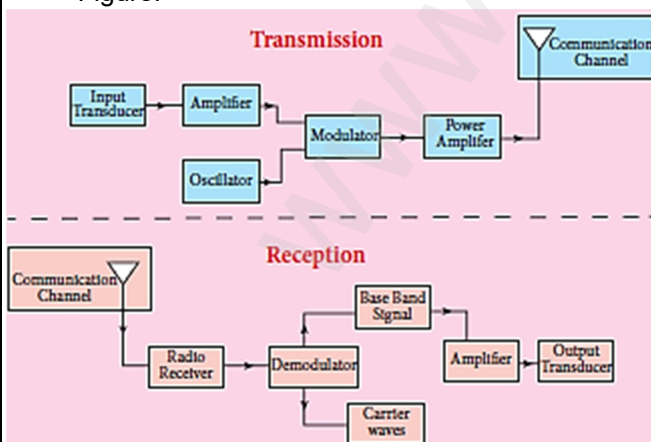 Figure.
Transmission
Communication
Channel
Input
Transducer
Amplifier
Modulator
Power
Amplifer
Oscillator
Reception
Communication
Channel
Base Band
Signal
Radio
Receiver
Demodulator
Amplifier
Output
Transducer
Carrier
waves